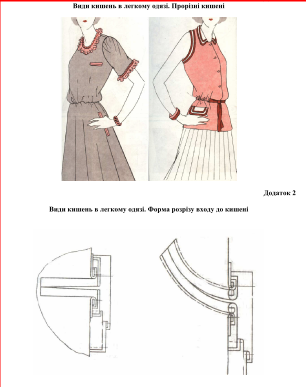 Види кишень в легкому одязі. Прорізні кишені
Додаток 2
Види кишень в легкому одязі. Форма розрізу входу до кишені